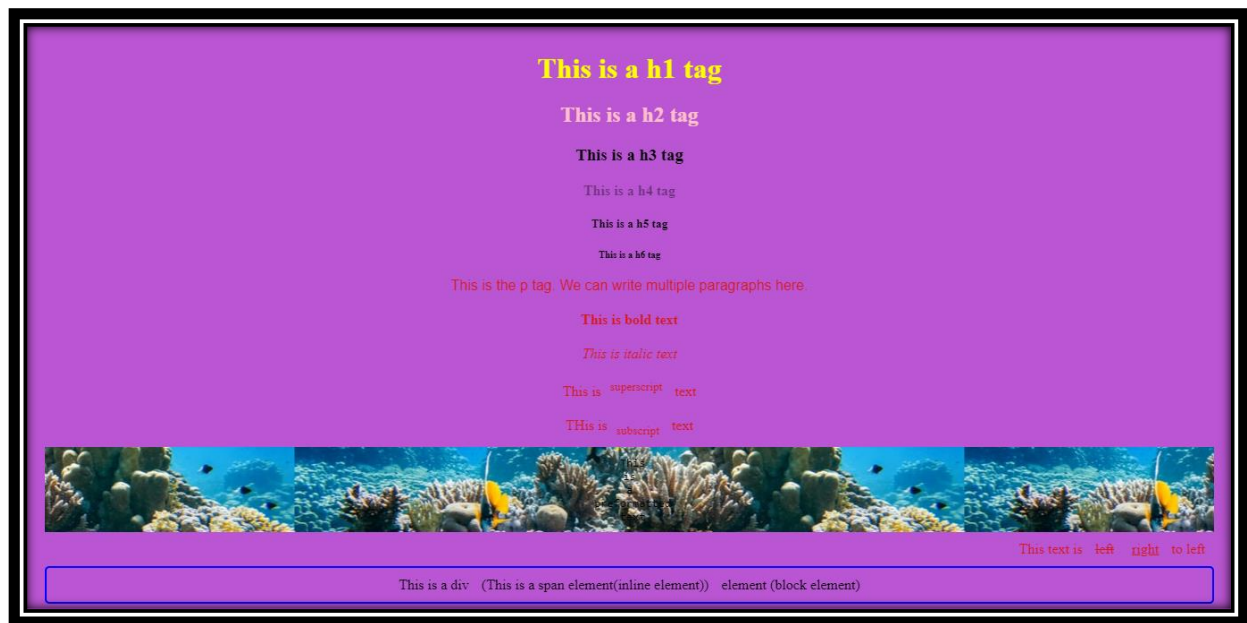 This is a h1 tag
This is a h2 tag
This is a h3 tag
This is a h4 tag
This is a h5 tag
This is a h6 tag
This is the p tag. We can write multiple paragraphs here.
This is bold text
This is italic text
This is superscript text
THis is subscript text
This
is
This text is left right to left
This is a div (This is a span element(inline element)) element (block element)